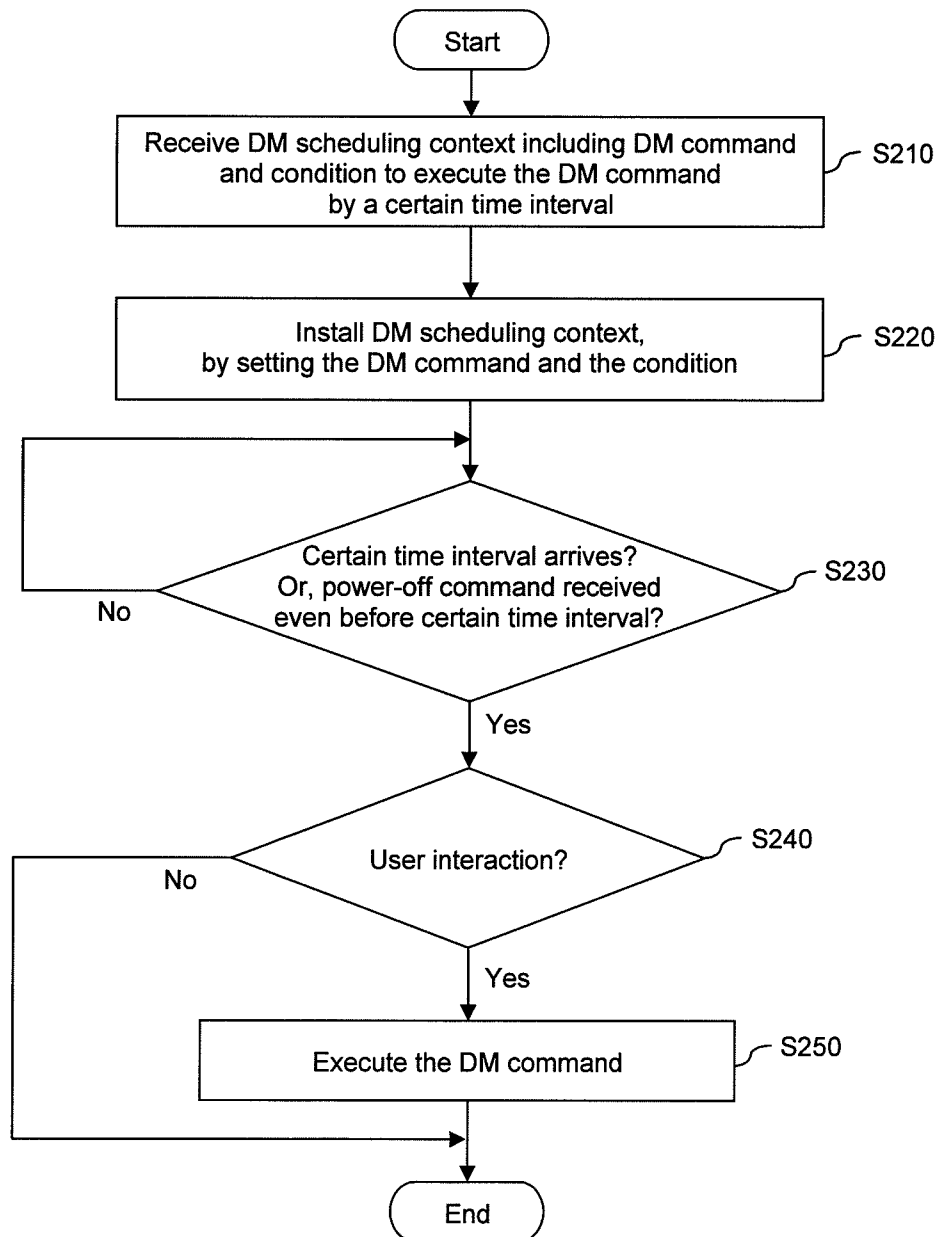 Start
Receive DM scheduling context including DM command
and condition to execute the DM command
by a certain time interval
S210
Install DM scheduling context,
by setting the DM command and the condition
S220
Certain time interval arrives?
Or, power-off command received
even before certain time interval?
S230
No
Yes
User interaction?
S240
No
Yes
Execute the DM command
S250
End